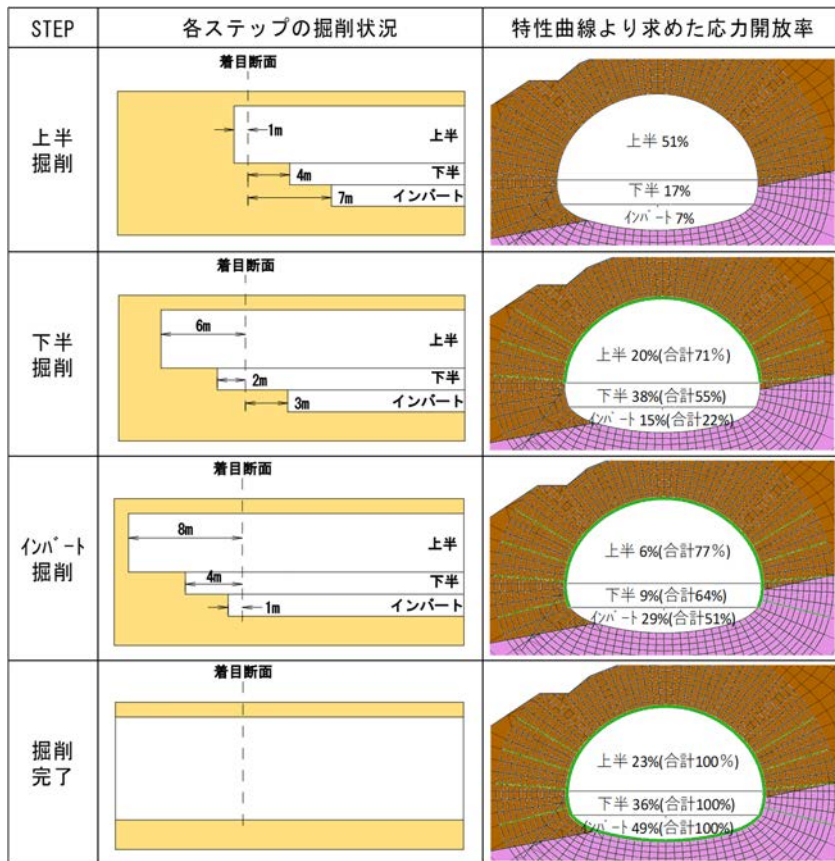 STEP
各ステップの掘削状況
特性曲線より求めた応力開放率
上半
掘削
着目断面
1m
上半
4m
下半
7m
インバート
上半 51%
下半 17%
ｲﾝﾊﾞｰﾄ 7%
下半
掘削
着目断面
6m
上半
2m
下半
3m
インバート
上半 20%(合計71%)
下半 38%(合計55%)
ｲﾝﾊﾞｰﾄ 15%(合計22%)
ｲﾝﾊﾞｰﾄ
掘削
着目断面
8m
上半
4m
下半
1m
インバート
上半 6%(合計77%)
下半 9%(合計64%)
ｲﾝﾊﾞｰﾄ 29%(合計51%)
掘削
完了
着目断面
上半 23%(合計100%)
下半 36%(合計100%)
ｲﾝﾊﾞｰﾄ 49%(合計100%)